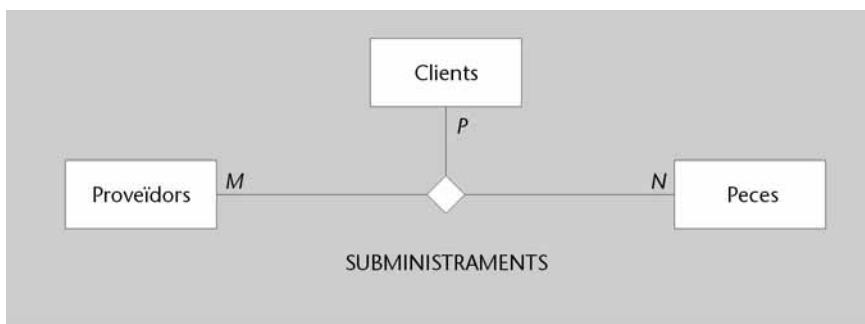 Clients
P
Proveïdors
M
N
Peces
SUBMINISTRAMENTS